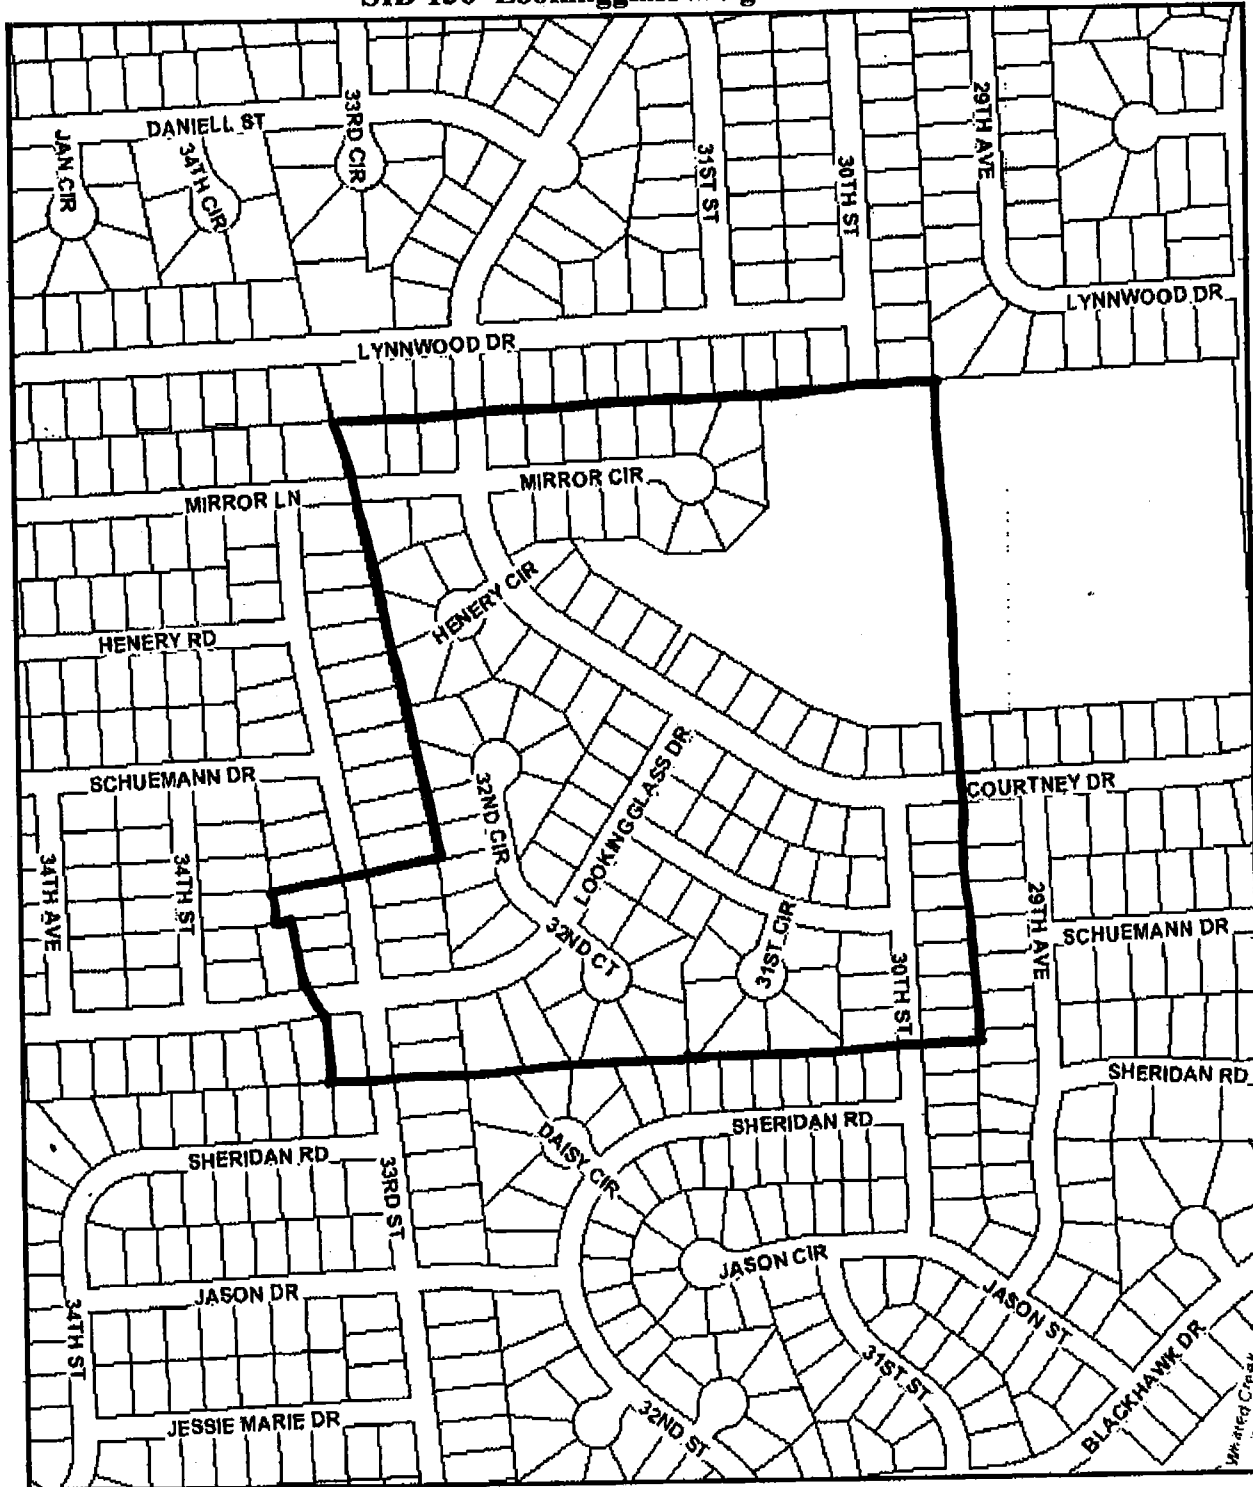 DANIELL ST
33RD CIR
JAN CIR
34TH CIR
31ST ST
30TH ST
29TH AVE
LYNNWOOD DR
LYNNWOOD DR
MIRROR CIR
MIRROR LN
HENERY CIR
HENERY RD
LOOKINGGLASS DR
SCHUEMANN DR
COURTNEY DR
32ND CIR
34TH AVE
34TH ST
32ND CT
31ST CIR
30TH ST
29TH AVE
SCHUEMANN DR
SHERIDAN RD
SHERIDAN RD
DAISY CIR
SHERIDAN RD
33RD ST
JASON CIR
JASON DR
JASON ST
34TH ST
31ST ST
BLACKHAWK DR
JESSIE MARIE DR
32ND ST